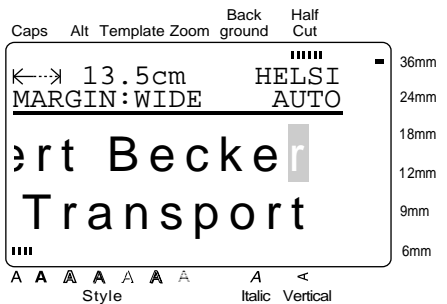 Back Half
Caps Alt Template Zoom ground Cut
13.5cm HELSI
MARGIN:WIDE AUTO
ert Becker
Transport
36mm
24mm
18mm
12mm
9mm
6mm
A A A A A A A A A
Style Italic Vertical